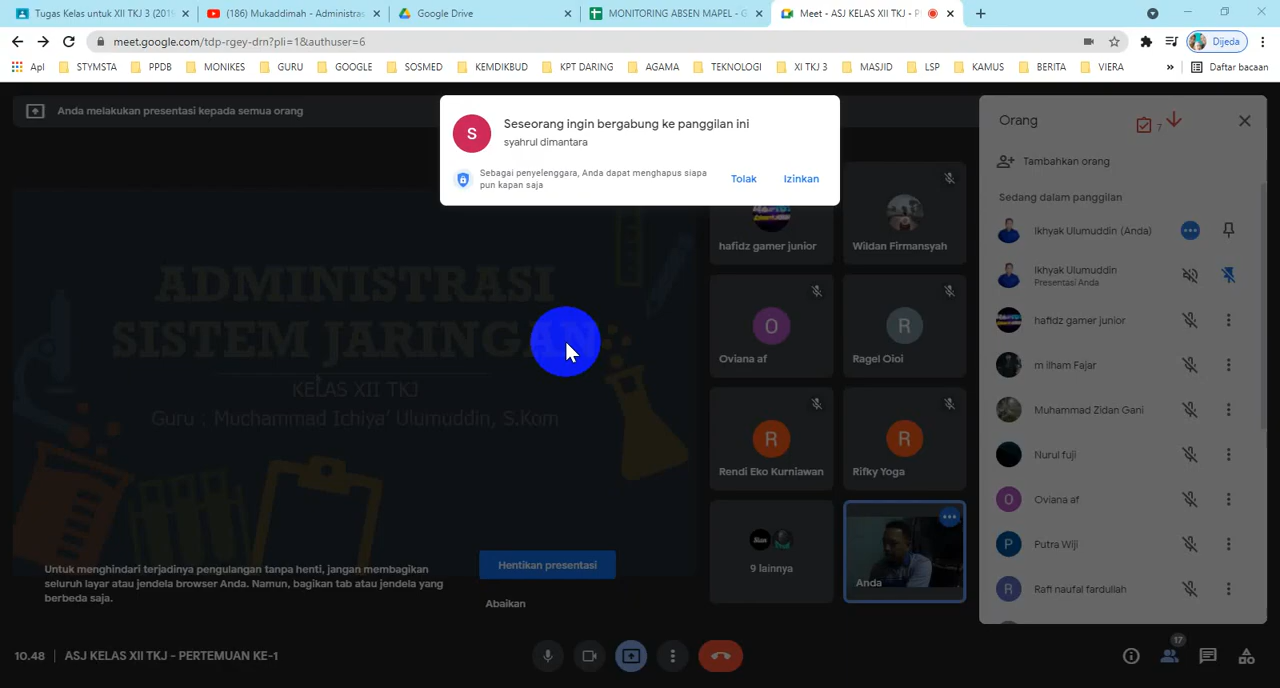 Tugas Kelas untuk XII TKJ 3 (2019
(186) Mukaddimah - Administras
Google Drive
MONITORING ABSEN MAPEL - G
Meet - ASJ KELAS XII TKJ - P
meet.google.com/tdp-rgey-drn?pli=1&authuser=6
Dijeda
Apl
STYMSTA
PPDB
MONIKES
GURU
GOOGLE
SOSMED
KEMDIKBUD
KPT DARING
AGAMA
TEKNOLOGI
XI TKJ 3
MASJID
LSP
KAMUS
BERITA
VIERA
»
Daftar bacaan
Anda melakukan presentasi kepada semua orang
S
Seseorang ingin bergabung ke panggilan ini
syahrul dimantara
Sebagai penyelenggara, Anda dapat menghapus siapa
pun kapan saja
Tolak
Izinkan
ADMINISTRASI
SISTEM JARINGAN
KELAS XII TKJ
Guru : Muchammad Ichiya' Ulumuddin, S.Kom
Untuk menghindari terjadinya pengulangan tanpa henti, jangan membagikan
seluruh layar atau jendela browser Anda. Namun, bagikan tab atau jendela yang
berbeda saja.
Hentikan presentasi
Abaikan
hafidz gamer junior
Wildan Firmansyah
O
Oviana af
R
Ragel Oioi
R
Rendi Eko Kurniawan
R
Rifky Yoga
9 lainnya
Anda
Orang
7
Tambahkan orang
Sedang dalam panggilan
Ikhyak Ulumuddin (Anda)
Ikhyak Ulumuddin
Presentasi Anda
hafidz gamer junior
m ilham Fajar
Muhammad Zidan Gani
Nurul fuji
O
Oviana af
P
Putra Wiji
R
Rafi naufal fardullah
10.48
ASJ KELAS XII TKJ - PERTEMUAN KE-1
17